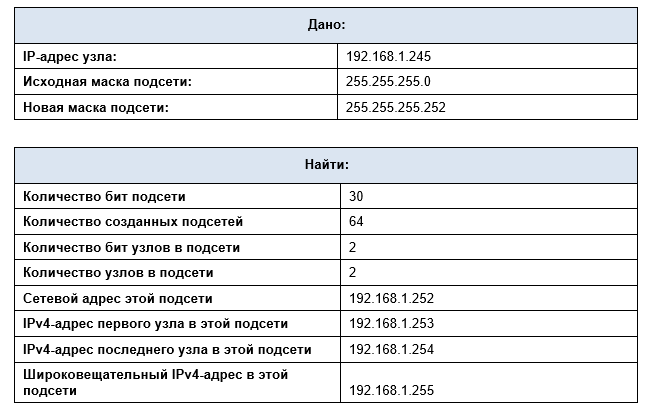 Дано:
IP-адрес узла: 192.168.1.245
Исходная маска подсети: 255.255.255.0
Новая маска подсети: 255.255.255.252
Найти:
Количество бит подсети 30
Количество созданных подсетей 64
Количество бит узлов в подсети 2
Количество узлов в подсети 2
Сетевой адрес этой подсети 192.168.1.252
IPv4-адрес первого узла в этой подсети 192.168.1.253
IPv4-адрес последнего узла в этой подсети 192.168.1.254
Широковещательный IPv4-адрес в этой
подсети 192.168.1.255